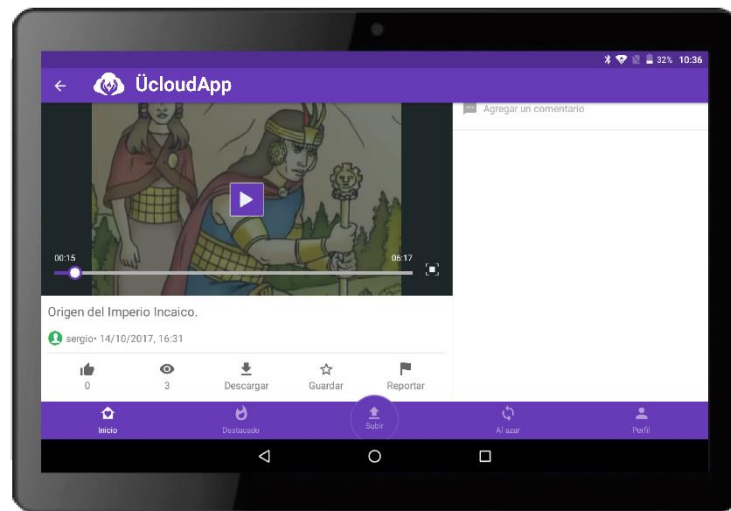 32% 10:36
ÜcloudApp
Agregar un comentario
00:15
06:17
Origen del Imperio Incaico.
sergio• 14/10/2017, 16:31
0
3
Descargar
Guardar
Reportar
Inicio
Destacado
Subir
Al azar
Perfil